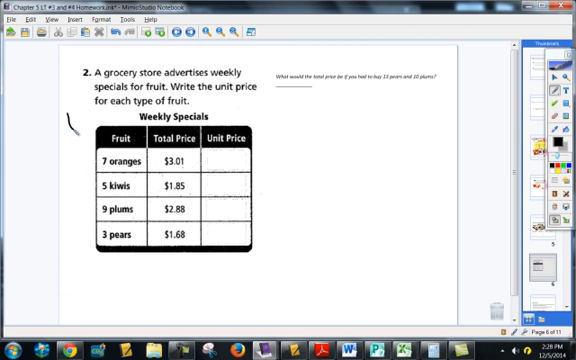 Chapter 5 LT #3 and #4 Homework.ink* - MimioStudio Notebook
File Edit View Insert Format Tools Help
Thumbnails
2. A grocery store advertises weekly
specials for fruit. Write the unit price
for each type of fruit.
What would the total price be if you had to buy 13 pears and 10 plums?
Weekly Specials
Fruit Total Price Unit Price
7 oranges $3.01
5 kiwis $1.85
9 plums $2.88
3 pears $1.68
5
6
Page 6 of 11
2:28 PM
12/5/2014